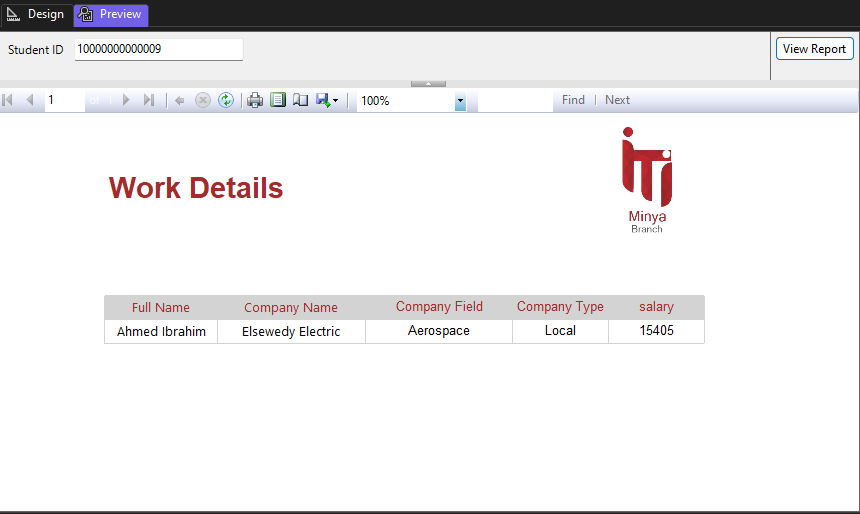 Design Preview
Student ID 10000000000009 View Report
1 of 1 100% Find | Next
Work Details
iTi
Minya
Branch
Full Name Company Name Company Field Company Type salary
Ahmed Ibrahim Elsewedy Electric Aerospace Local 15405